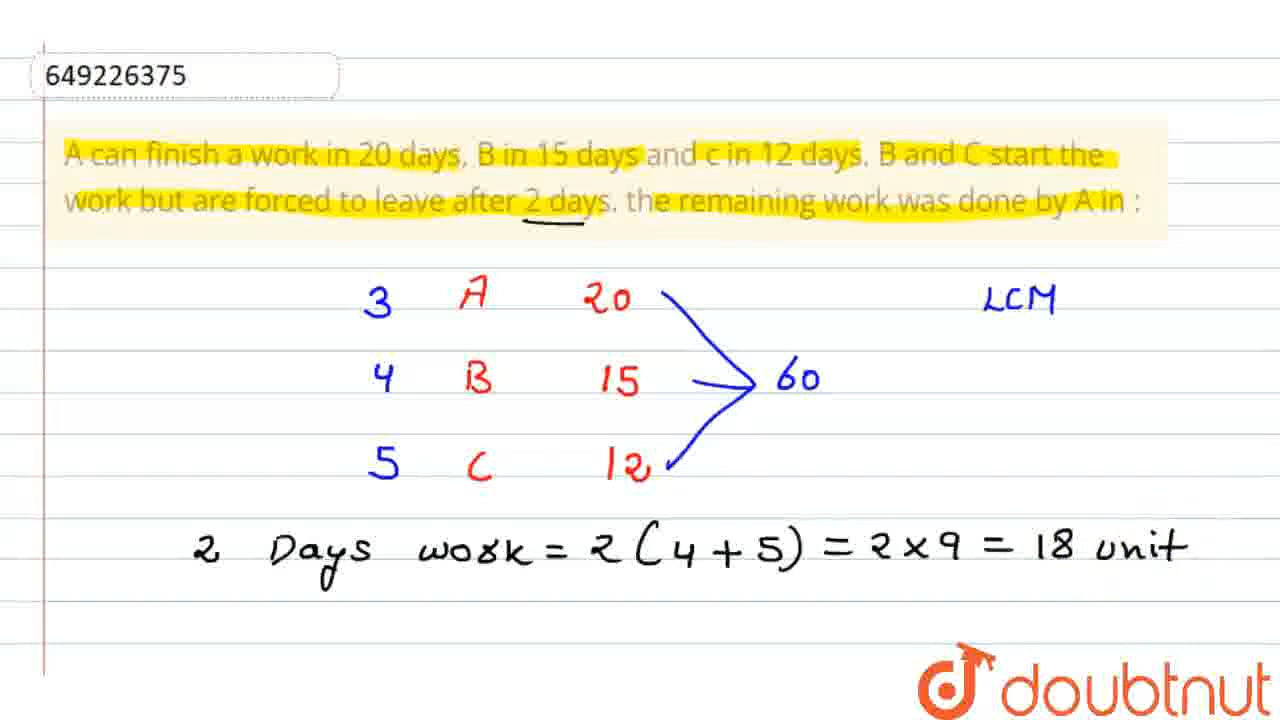 649226375
A can finish a work in 20 days, B in 15 days and c in 12 days. B and C start the
work but are forced to leave after 2 days. the remaining work was done by A in :
3 A 20 LCM
4 B 15 60
5 C 12
2 Days work = 2(4+5) = 2×9 = 18 unit
doubtnut